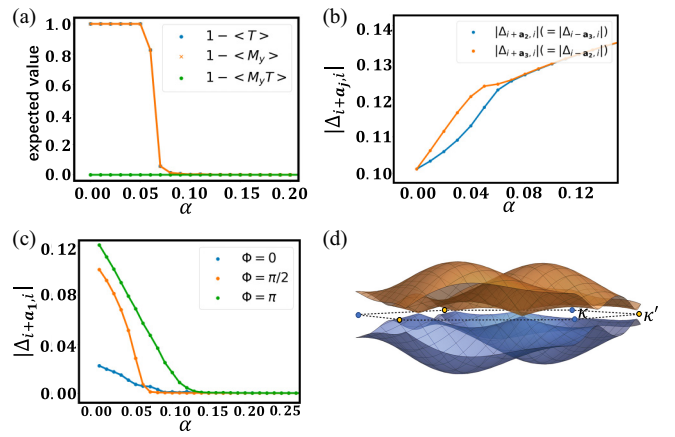 (a)
1.0
0.8
0.6
0.4
0.2
0.0
expected value
1 − < T >
1 − < M_y >
1 − < M_y T >
0.00 0.05 0.10 0.15 0.20
α
(b)
0.14
0.13
0.12
0.11
0.10
|Δ_{i+a_j,i}|
|Δ_{i+a_2,i}|(= |Δ_{i−a_3,i}|)
|Δ_{i+a_3,i}|(= |Δ_{i−a_2,i}|)
0.00 0.04 0.08 0.12
α
(c)
0.12
0.08
0.04
0.00
|Δ_{i+a_1,i}|
Φ = 0
Φ = π/2
Φ = π
0.00 0.05 0.10 0.15 0.20 0.25
α
(d)
κ
κ′